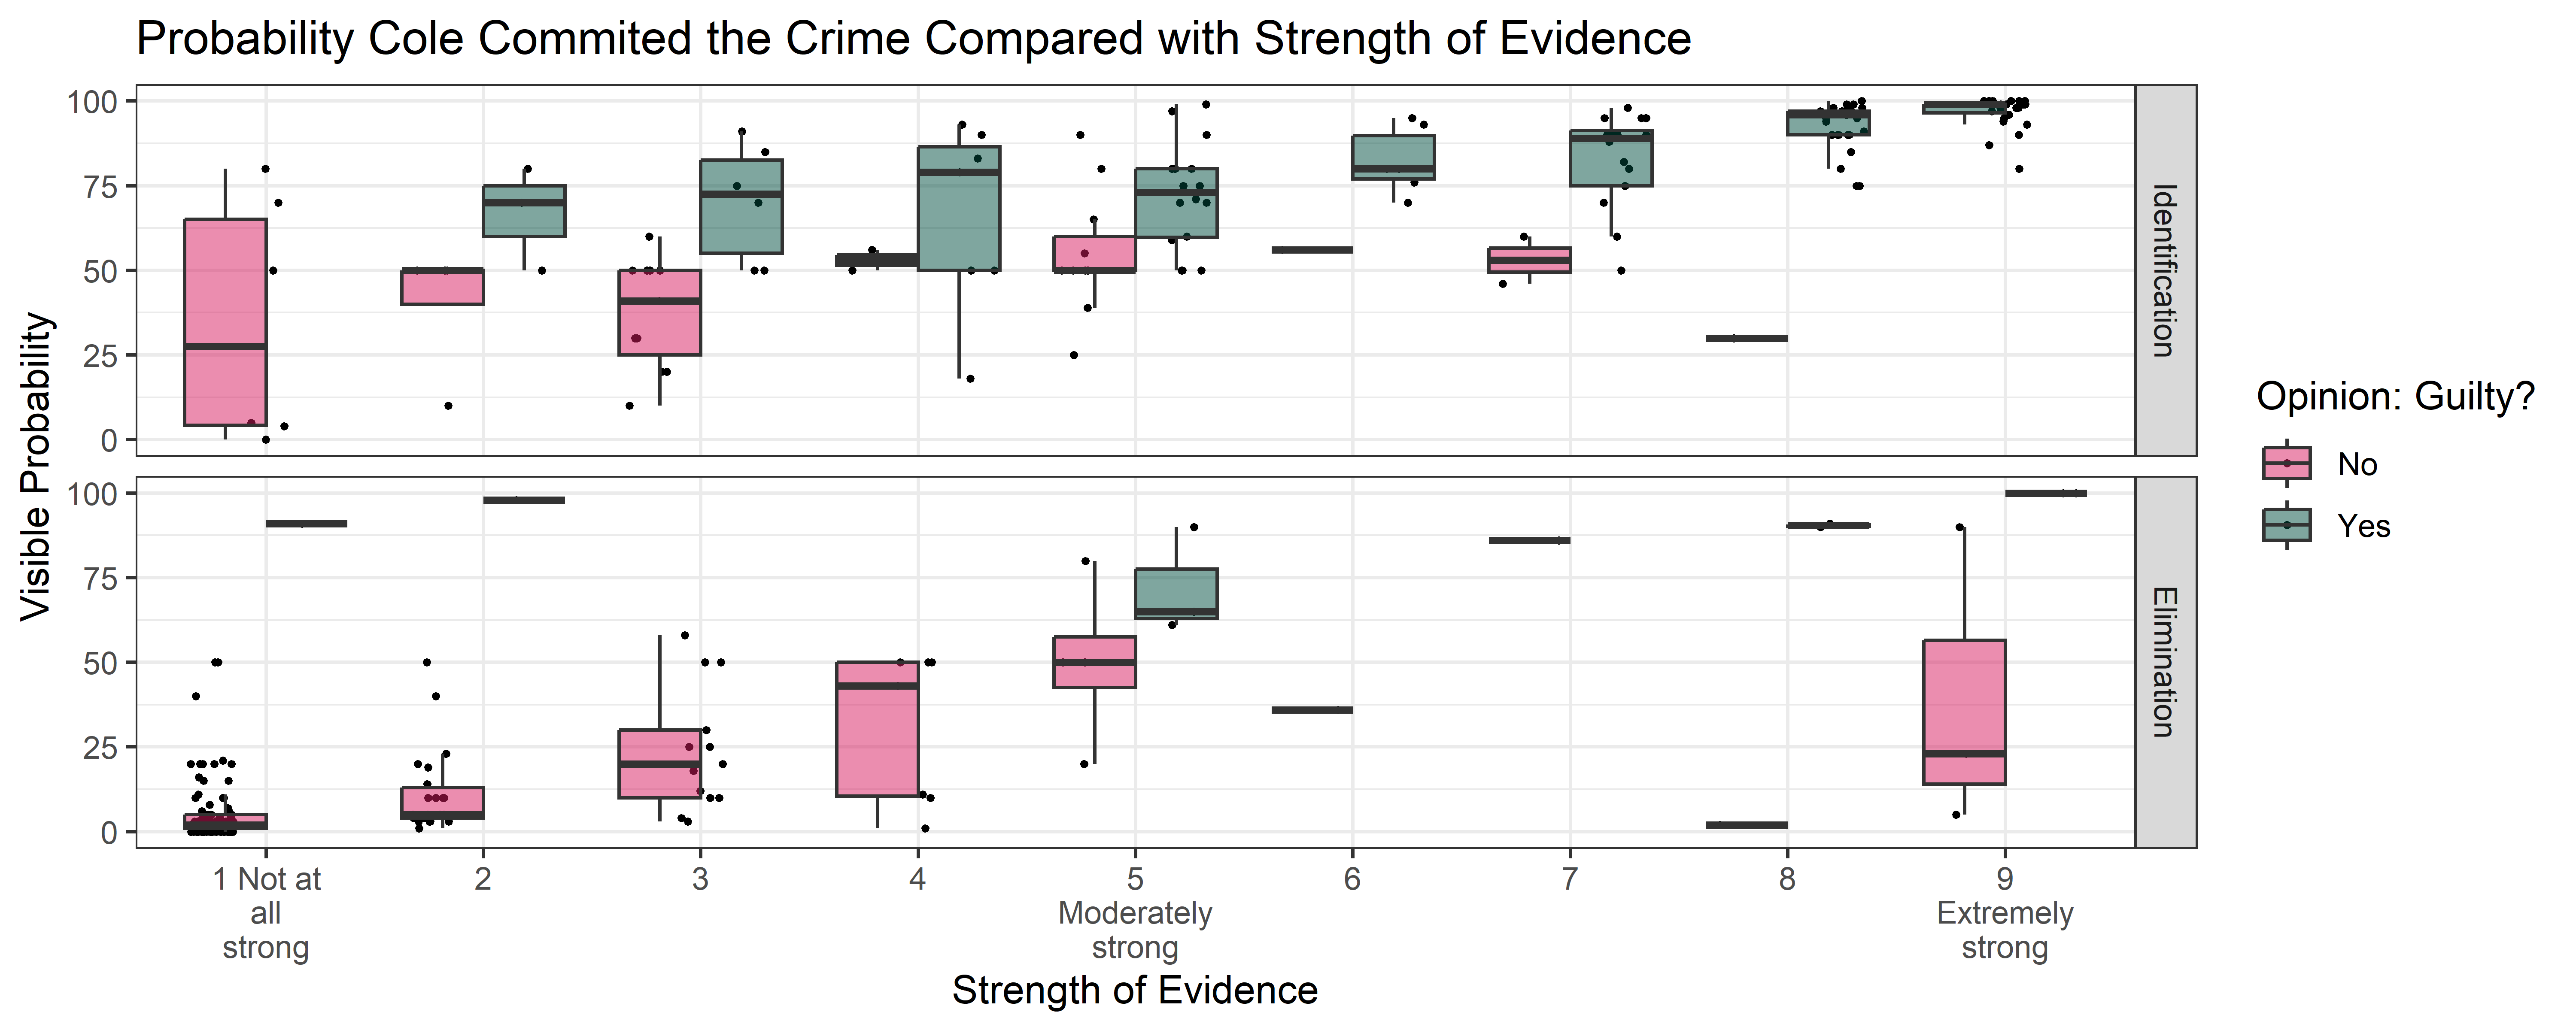 Probability Cole Commited the Crime Compared with Strength of Evidence
Visible Probability
100
75
50
25
0
Identification
100
75
50
25
0
Elimination
1 Not at
all
strong
2
3
4
5
Moderately
strong
6
7
8
9
Extremely
strong
Strength of Evidence
Opinion: Guilty?
No
Yes